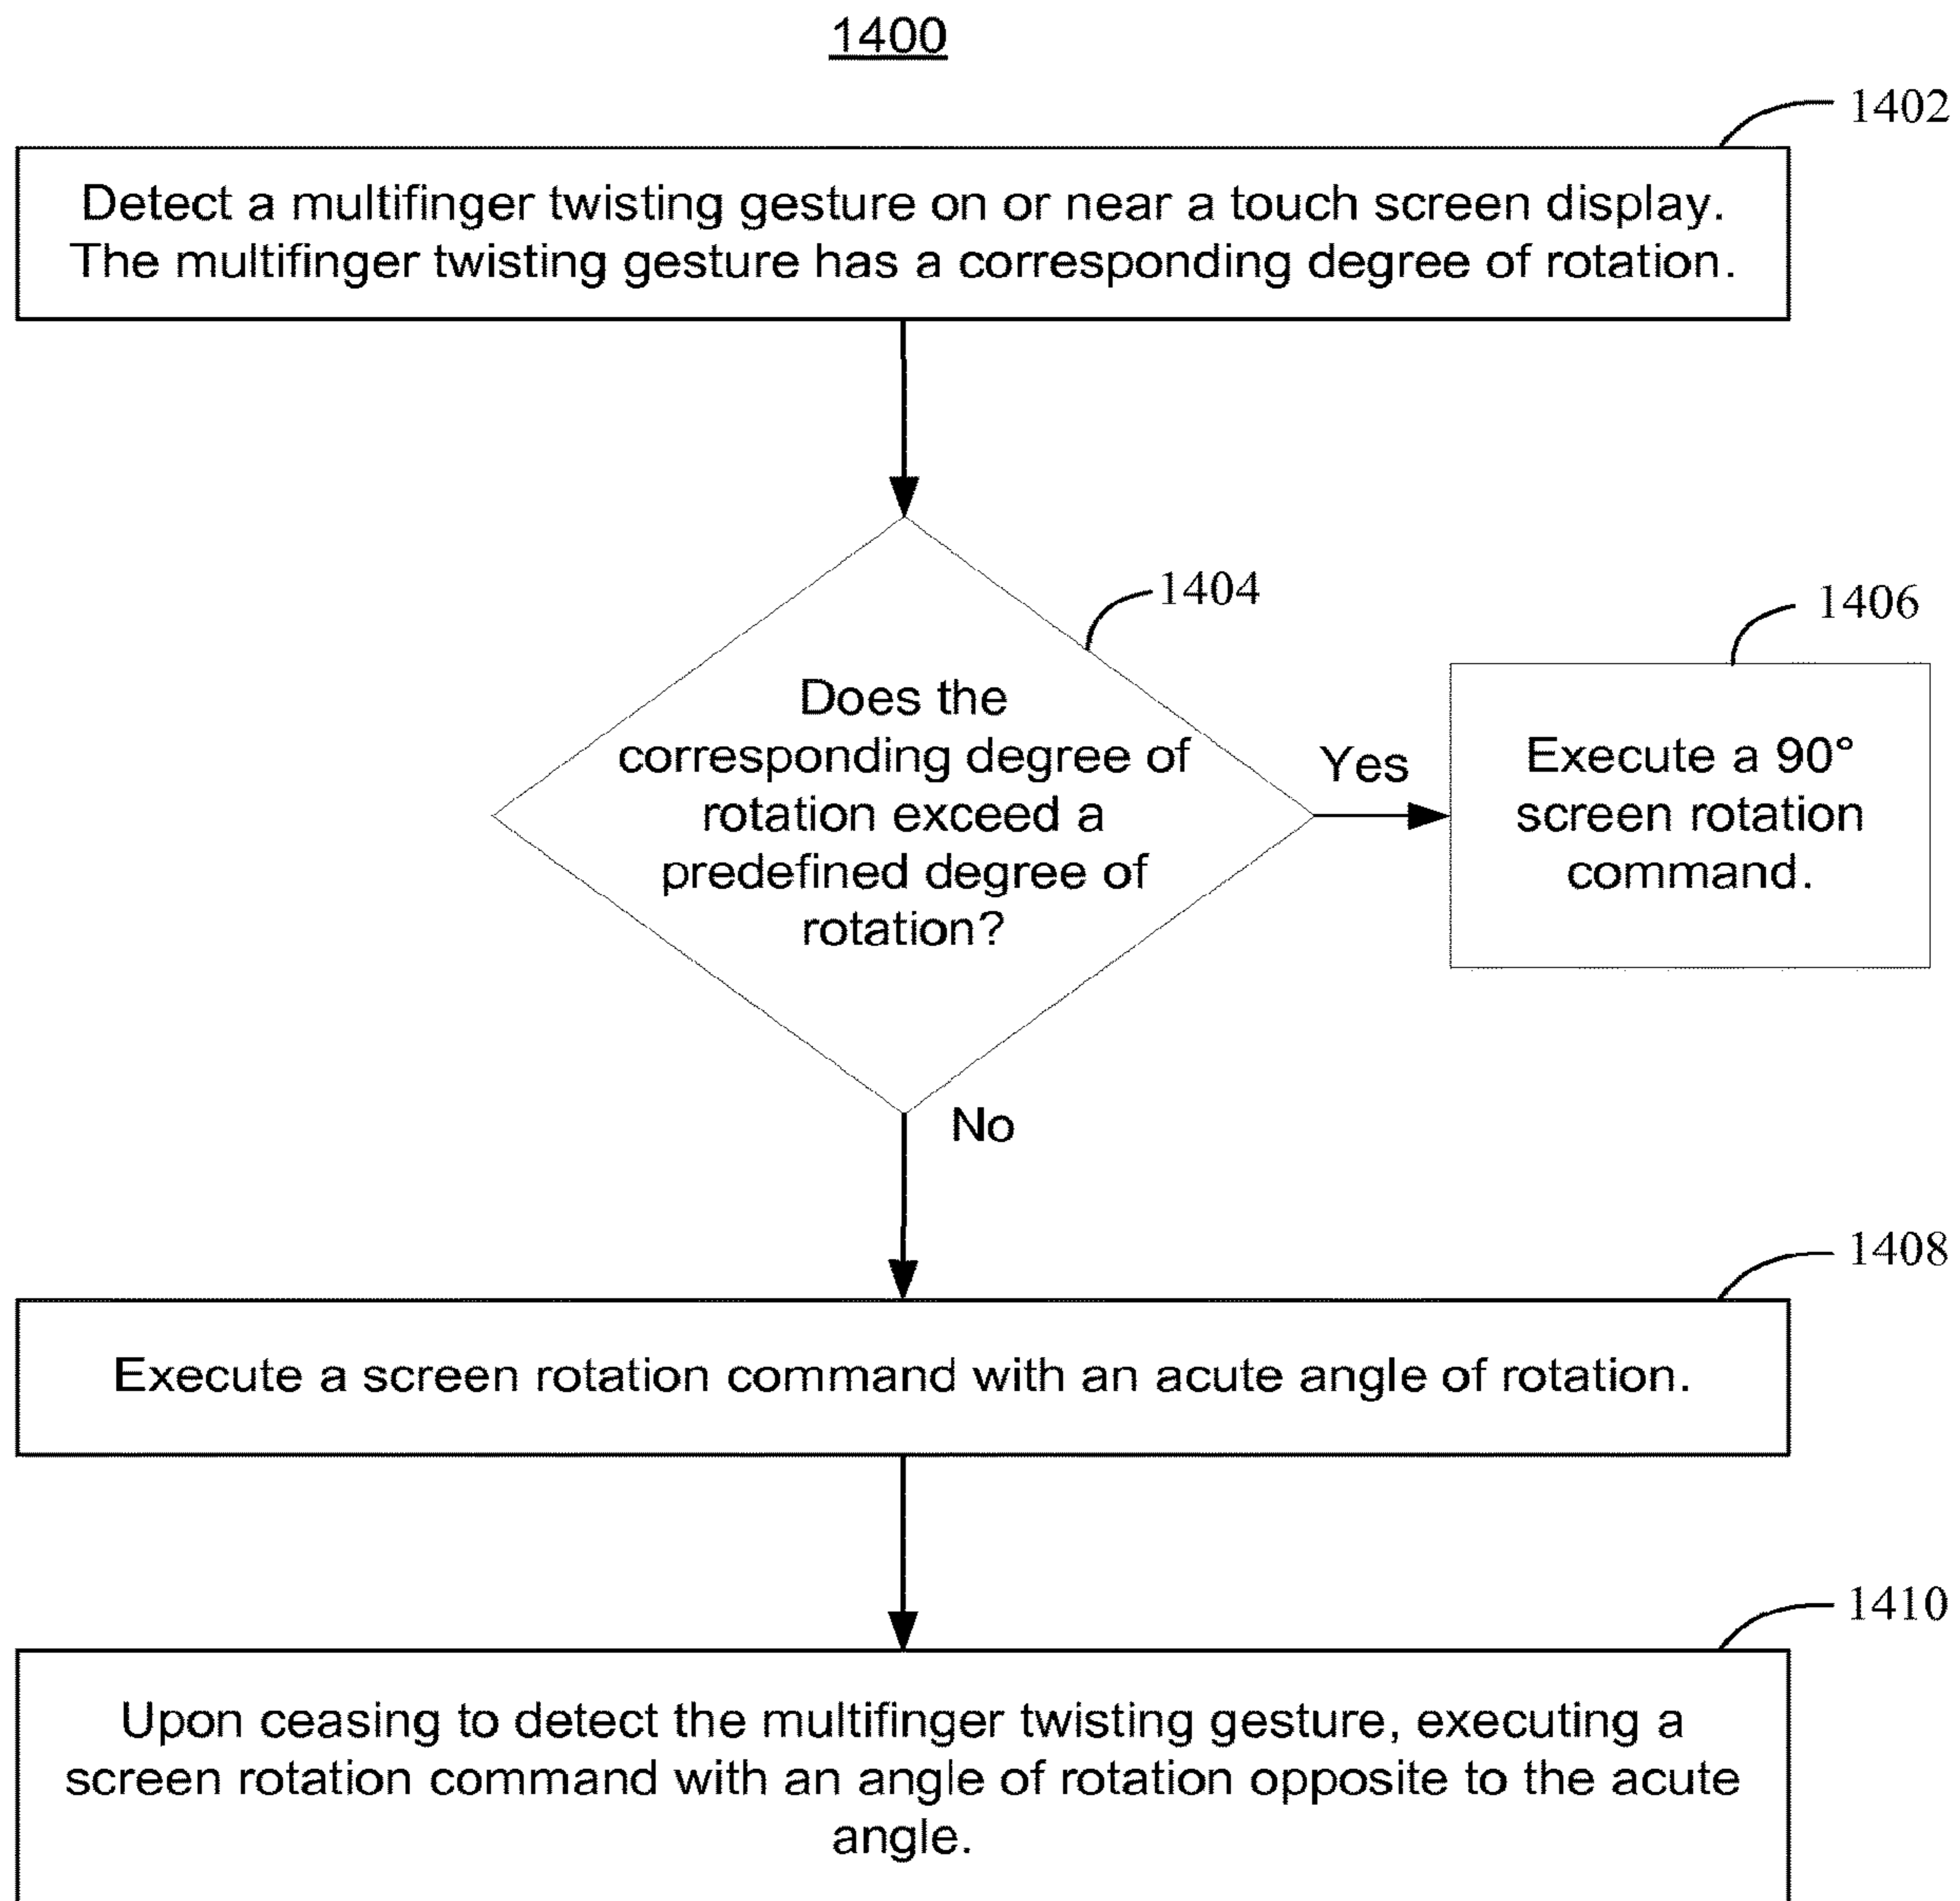 1400
1402
Detect a multifinger twisting gesture on or near a touch screen display.
The multifinger twisting gesture has a corresponding degree of rotation.
1404
Does the
corresponding degree of
rotation exceed a
predefined degree of
rotation?
Yes
1406
Execute a 90°
screen rotation
command.
No
1408
Execute a screen rotation command with an acute angle of rotation.
1410
Upon ceasing to detect the multifinger twisting gesture, executing a
screen rotation command with an angle of rotation opposite to the acute
angle.